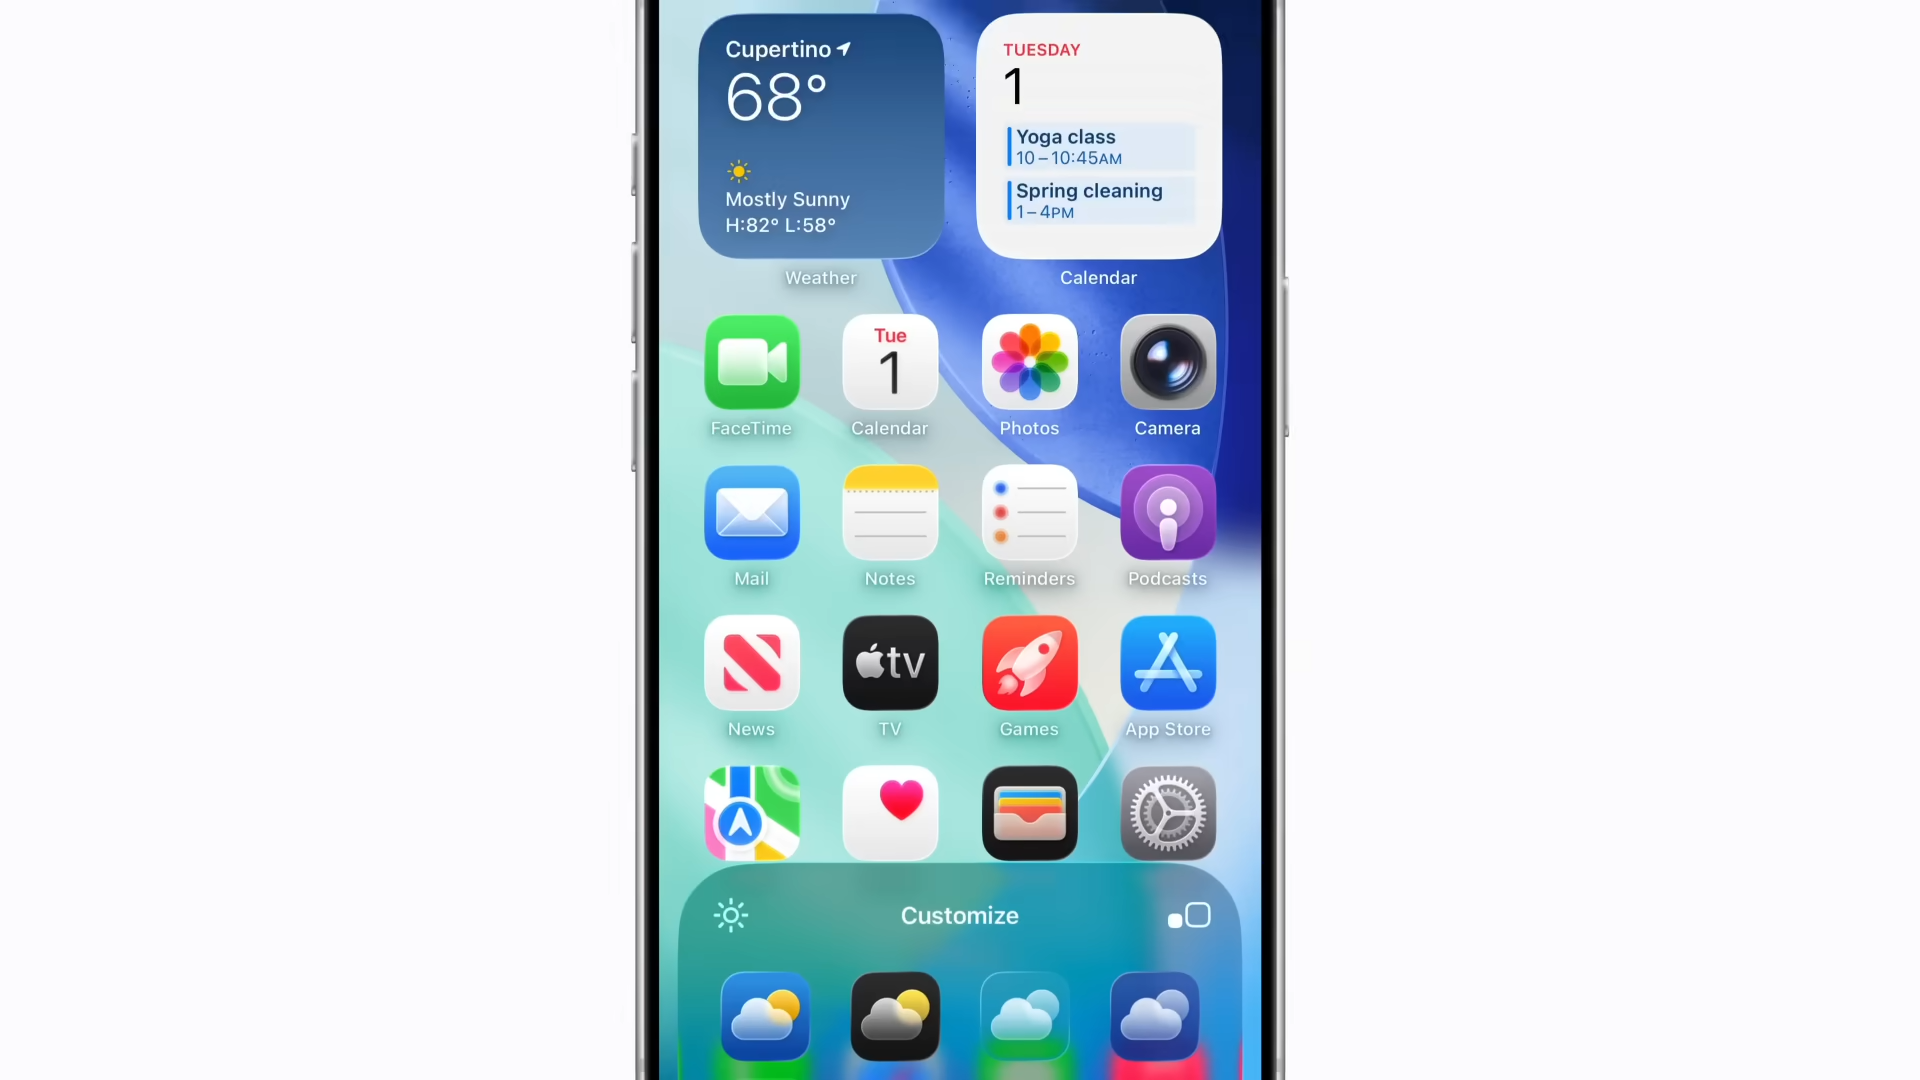 Cupertino
68°
Mostly Sunny
H:82° L:58°
Weather
TUESDAY
1
Yoga class
10–10:45AM
Spring cleaning
1–4PM
Calendar
Tue
1
FaceTime
Calendar
Photos
Camera
Mail
Notes
Reminders
Podcasts
tv
News
TV
Games
App Store
Customize